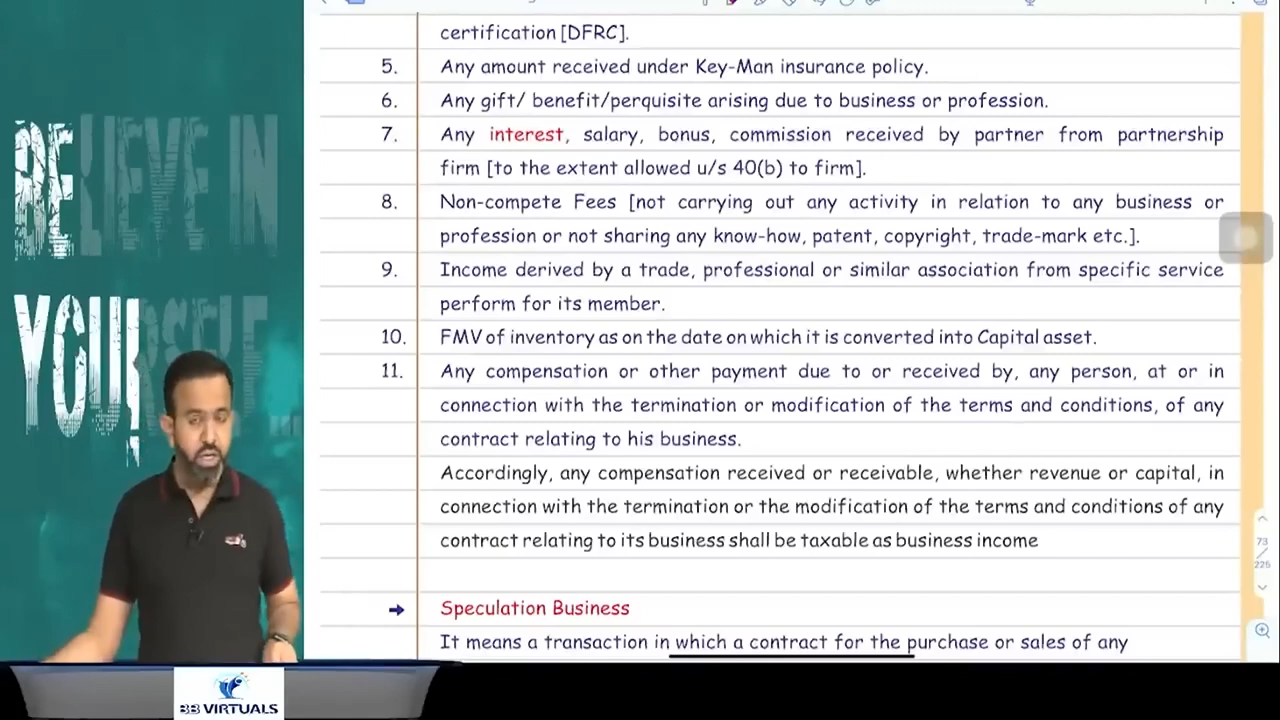 certification [DFRC].
5. Any amount received under Key-Man insurance policy.
6. Any gift/ benefit/perquisite arising due to business or profession.
7. Any interest, salary, bonus, commission received by partner from partnership
firm [to the extent allowed u/s 40(b) to firm].
8. Non-compete Fees [not carrying out any activity in relation to any business or
profession or not sharing any know-how, patent, copyright, trade-mark etc.].
9. Income derived by a trade, professional or similar association from specific service
perform for its member.
10. FMV of inventory as on the date on which it is converted into Capital asset.
11. Any compensation or other payment due to or received by, any person, at or in
connection with the termination or modification of the terms and conditions, of any
contract relating to his business.
Accordingly, any compensation received or receivable, whether revenue or capital, in
connection with the termination or the modification of the terms and conditions of any
contract relating to its business shall be taxable as business income
→ Speculation Business
It means a transaction in which a contract for the purchase or sales of any
73
/
225
BELIEVE IN
YOURSELF
BB VIRTUALS